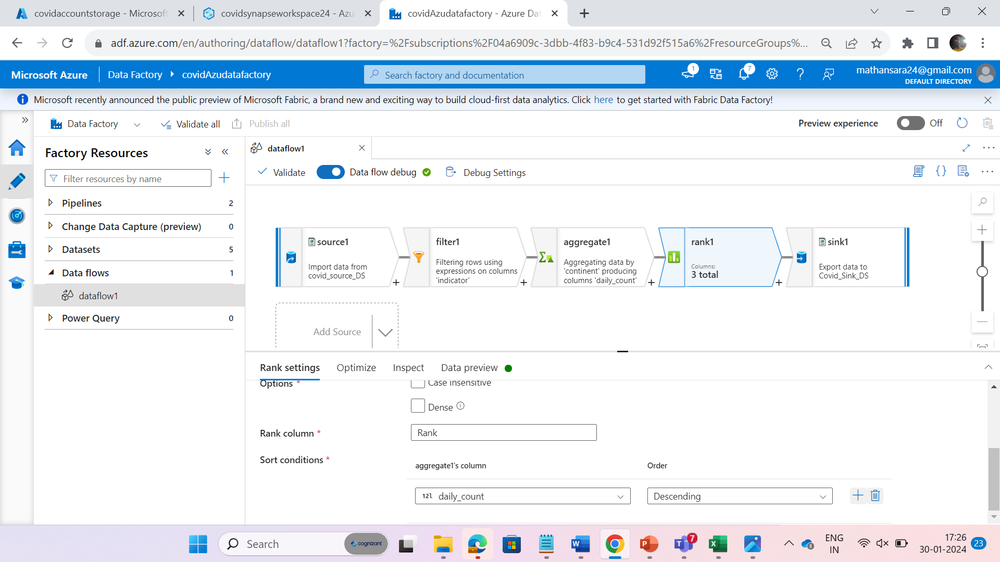 covidaccountstorage - Microsoft
covidsynapseworkspace24 - Azu
covidAzudatafactory - Azure Dat
adf.azure.com/en/authoring/dataflow/dataflow1?factory=%2Fsubscriptions%2F04a6909c-3dbb-4f83-b9c4-531d92f515a6%2FresourceGroups%...
Microsoft Azure
Data Factory
covidAzudatafactory
Search factory and documentation
1
7
mathansara24@gmail.com
DEFAULT DIRECTORY
Microsoft recently announced the public preview of Microsoft Fabric, a brand new and exciting way to build cloud-first data analytics. Click here to get started with Fabric Data Factory!
Data Factory
Validate all
Publish all
Preview experience
Off
Factory Resources
Filter resources by name
Pipelines 2
Change Data Capture (preview) 0
Datasets 5
Data flows 1
dataflow1
Power Query 0
dataflow1
Validate
Data flow debug
Debug Settings
source1
Import data from
covid_source_DS
filter1
Filtering rows using
expressions on columns
'indicator'
aggregate1
Aggregating data by
'continent' producing
columns 'daily_count'
rank1
Columns:
3 total
sink1
Export data to
Covid_Sink_DS
Add Source
Rank settings
Optimize
Inspect
Data preview
Options *
Case insensitive
Dense
Rank column *
Rank
Sort conditions *
aggregate1's column
Order
12l daily_count
Descending
Search
cognizant
7
ENG
IN
17:26
30-01-2024
23